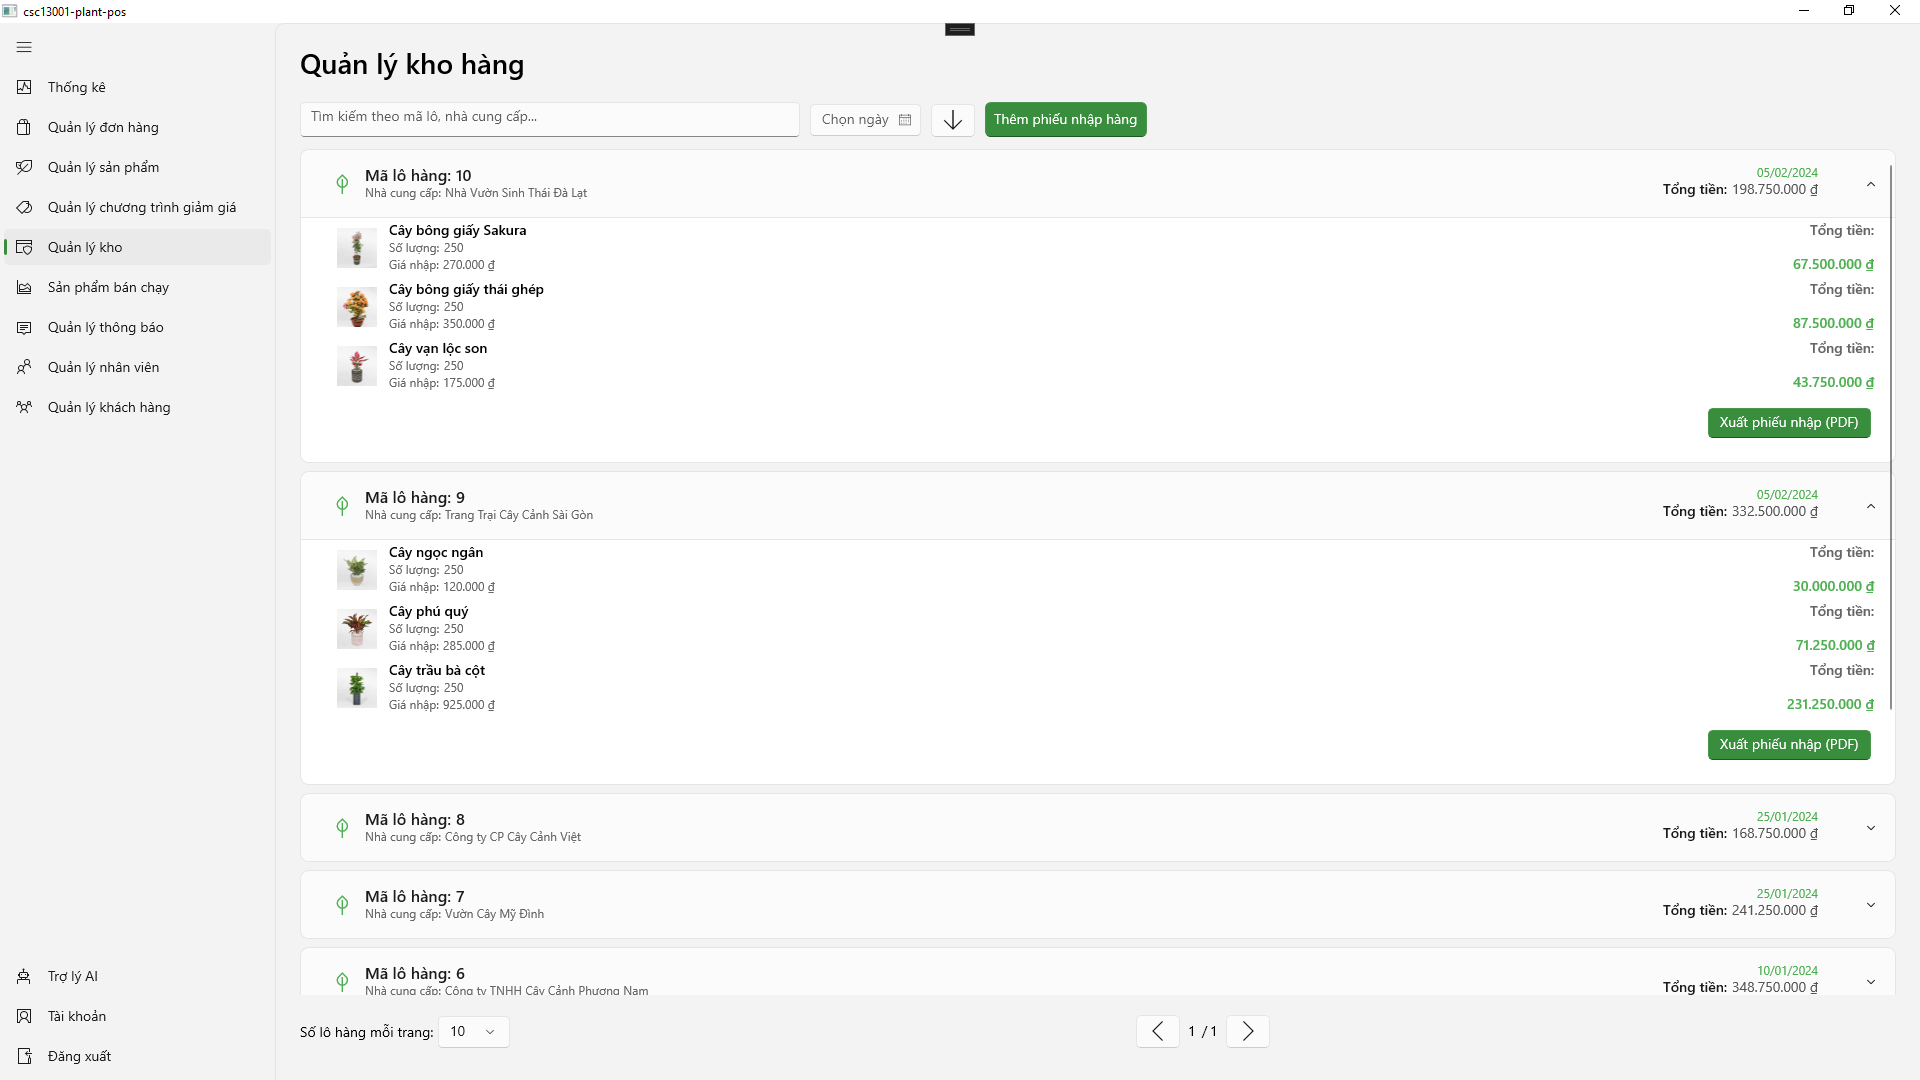 csc13001-plant-pos
Thống kê
Quản lý đơn hàng
Quản lý sản phẩm
Quản lý chương trình giảm giá
Quản lý kho
Sản phẩm bán chạy
Quản lý thông báo
Quản lý nhân viên
Quản lý khách hàng
Trợ lý AI
Tài khoản
Đăng xuất
Quản lý kho hàng
Tìm kiếm theo mã lô, nhà cung cấp...
Chọn ngày
Thêm phiếu nhập hàng
Mã lô hàng: 10
Nhà cung cấp: Nhà Vườn Sinh Thái Đà Lạt
05/02/2024
Tổng tiền: 198.750.000 ₫
Cây bông giấy Sakura
Số lượng: 250
Giá nhập: 270.000 ₫
Tổng tiền:
67.500.000 ₫
Cây bông giấy thái ghép
Số lượng: 250
Giá nhập: 350.000 ₫
Tổng tiền:
87.500.000 ₫
Cây vạn lộc son
Số lượng: 250
Giá nhập: 175.000 ₫
Tổng tiền:
43.750.000 ₫
Xuất phiếu nhập (PDF)
Mã lô hàng: 9
Nhà cung cấp: Trang Trại Cây Cảnh Sài Gòn
05/02/2024
Tổng tiền: 332.500.000 ₫
Cây ngọc ngân
Số lượng: 250
Giá nhập: 120.000 ₫
Tổng tiền:
30.000.000 ₫
Cây phú quý
Số lượng: 250
Giá nhập: 285.000 ₫
Tổng tiền:
71.250.000 ₫
Cây trầu bà cột
Số lượng: 250
Giá nhập: 925.000 ₫
Tổng tiền:
231.250.000 ₫
Xuất phiếu nhập (PDF)
Mã lô hàng: 8
Nhà cung cấp: Công ty CP Cây Cảnh Việt
25/01/2024
Tổng tiền: 168.750.000 ₫
Mã lô hàng: 7
Nhà cung cấp: Vườn Cây Mỹ Đình
25/01/2024
Tổng tiền: 241.250.000 ₫
Mã lô hàng: 6
Nhà cung cấp: Công ty TNHH Cây Cảnh Phương Nam
10/01/2024
Tổng tiền: 348.750.000 ₫
Số lô hàng mỗi trang: 10
1 / 1